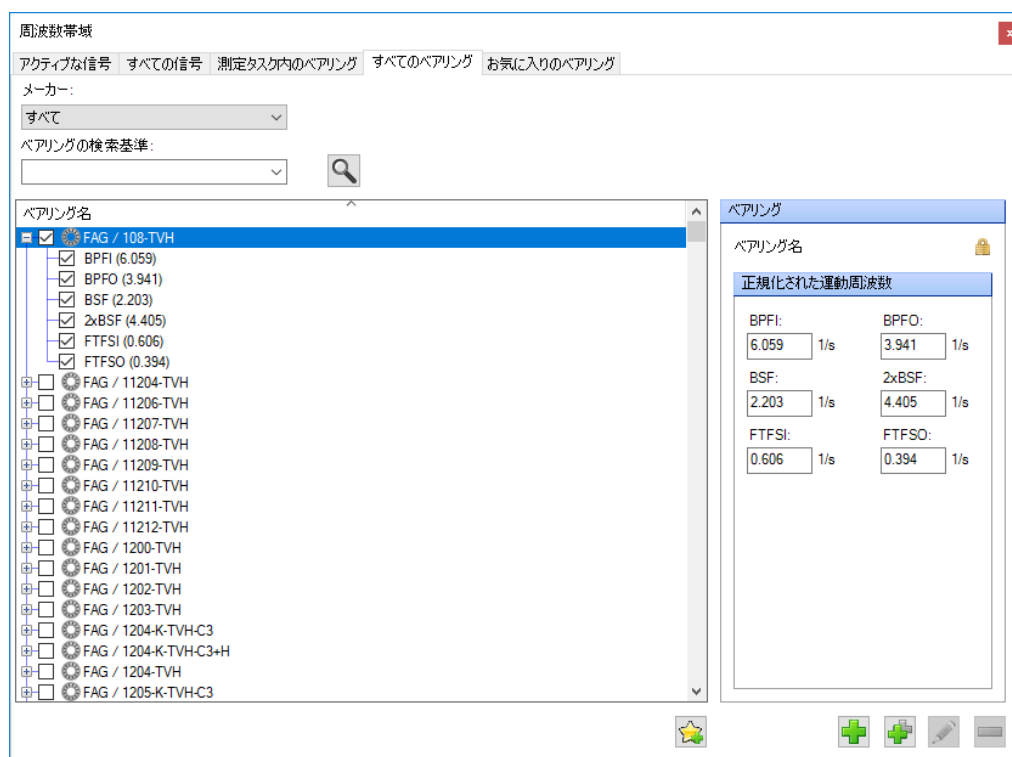 周波数帯域
アクティブな信号 すべての信号 測定タスク内のベアリング すべてのベアリング お気に入りのベアリング
メーカー:
すべて
ベアリングの検索基準:
ベアリング名
FAG / 108-TVH
BPFI (6.059)
BPFO (3.941)
BSF (2.203)
2xBSF (4.405)
FTFSI (0.606)
FTFSO (0.394)
FAG / 11204-TVH
FAG / 11206-TVH
FAG / 11207-TVH
FAG / 11208-TVH
FAG / 11209-TVH
FAG / 11210-TVH
FAG / 11211-TVH
FAG / 11212-TVH
FAG / 1200-TVH
FAG / 1201-TVH
FAG / 1202-TVH
FAG / 1203-TVH
FAG / 1204-K-TVH-C3
FAG / 1204-K-TVH-C3+H
FAG / 1204-TVH
FAG / 1205-K-TVH-C3
ベアリング
ベアリング名
正規化された運動周波数
BPFI: BPFO:
6.059 1/s 3.941 1/s
BSF: 2xBSF:
2.203 1/s 4.405 1/s
FTFSI: FTFSO:
0.606 1/s 0.394 1/s